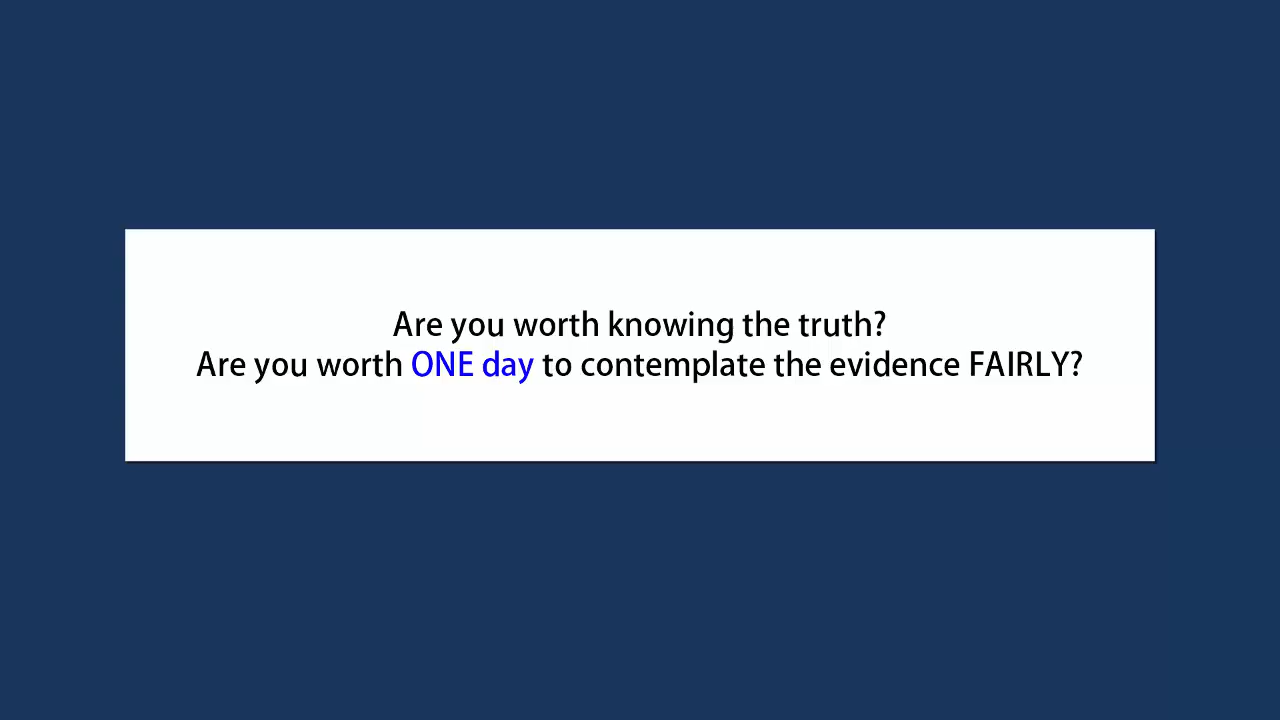 Are you worth knowing the truth?
Are you worth ONE day to contemplate the evidence FAIRLY?